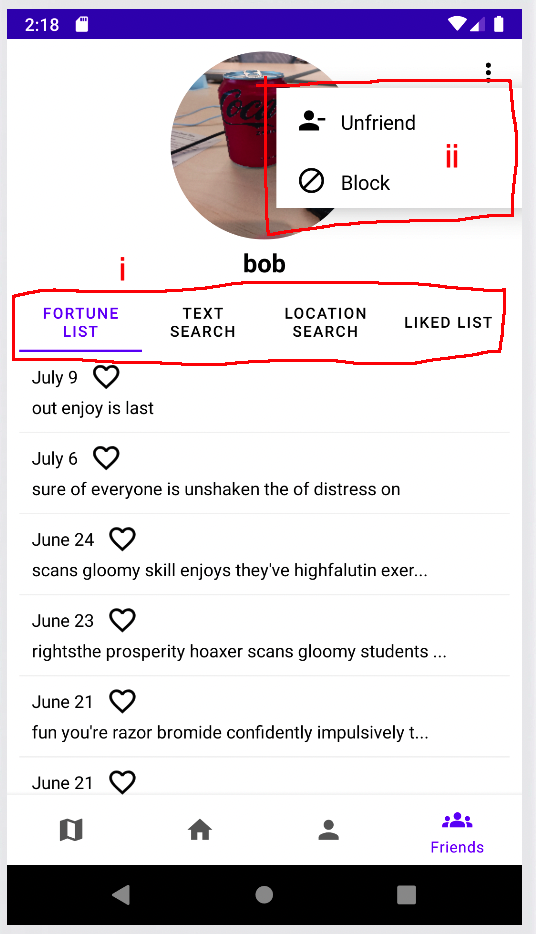 2:18
Unfriend
ii
Block
i
bob
FORTUNE
LIST
TEXT
SEARCH
LOCATION
SEARCH
LIKED LIST
July 9
out enjoy is last
July 6
sure of everyone is unshaken the of distress on
June 24
scans gloomy skill enjoys they've highfalutin exer...
June 23
rightsthe prosperity hoaxer scans gloomy students ...
June 21
fun you're razor bromide confidently impulsively t...
June 21
Friends